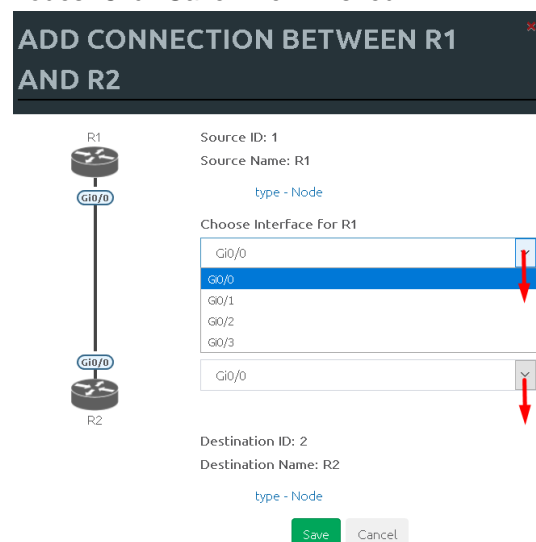 ADD CONNECTION BETWEEN R1
AND R2
R1
Gi0/0
Gi0/0
R2
Source ID: 1
Source Name: R1
type - Node
Choose Interface for R1
Gi0/0
Gi0/0
Gi0/1
Gi0/2
Gi0/3
Gi0/0
Destination ID: 2
Destination Name: R2
type - Node
Save Cancel